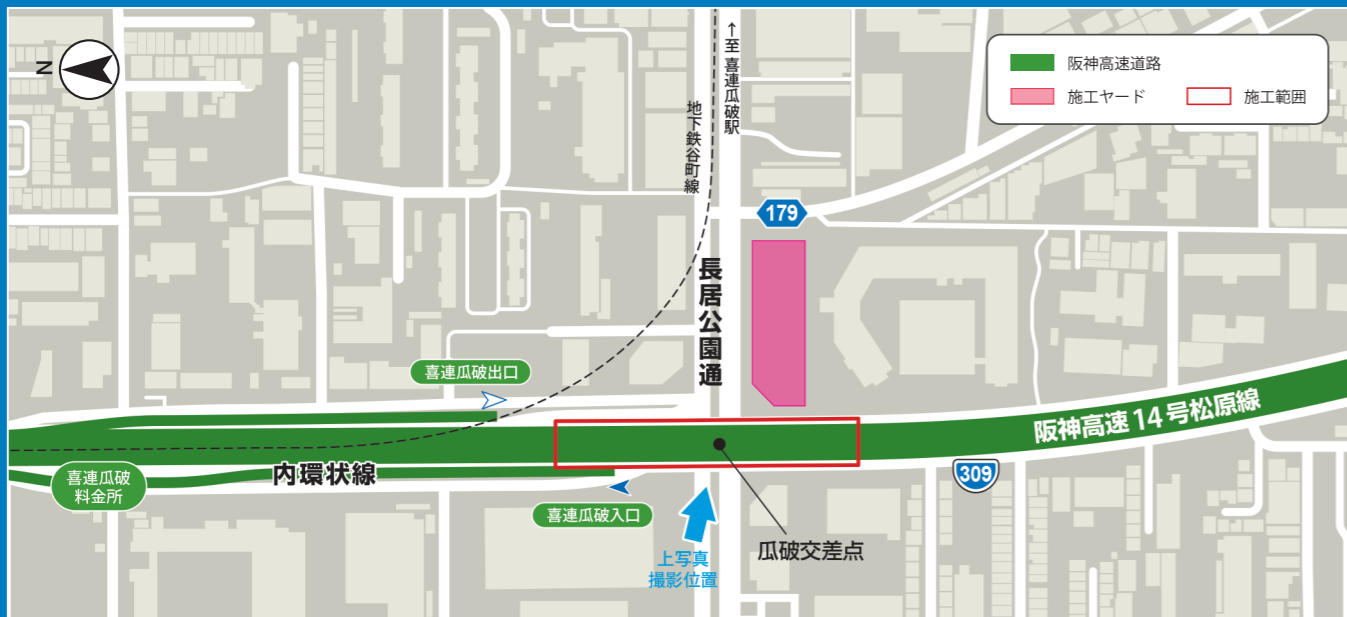 N
↑至 喜連瓜破駅
地下鉄谷町線
阪神高速道路
施工ヤード
施工範囲
179
長居公園通
喜連瓜破出口
阪神高速14号松原線
喜連瓜破
料金所
内環状線
309
喜連瓜破入口
瓜破交差点
上写真
撮影位置